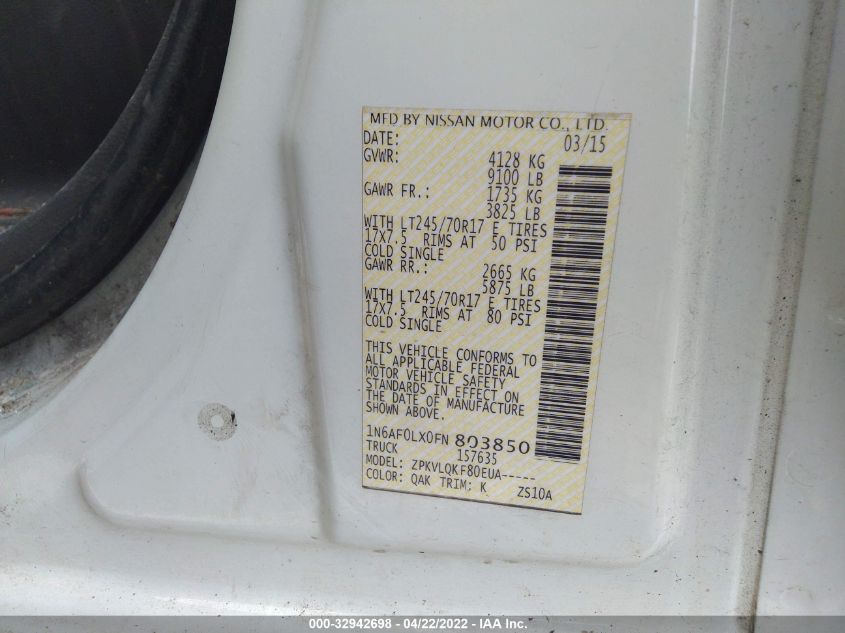 MFD BY NISSAN MOTOR CO., LTD.
DATE: 03/15
GVWR: 4128 KG
9100 LB
GAWR FR.: 1735 KG
3825 LB
WITH LT245/70R17 E TIRES
17X7.5 RIMS AT 50 PSI
COLD SINGLE
GAWR RR.: 2665 KG
5875 LB
WITH LT245/70R17 E TIRES
17X7.5 RIMS AT 80 PSI
COLD SINGLE
THIS VEHICLE CONFORMS TO
ALL APPLICABLE FEDERAL
MOTOR VEHICLE SAFETY
STANDARDS IN EFFECT ON
THE DATE OF MANUFACTURE
SHOWN ABOVE.
1N6AF0LX0FN 803850
TRUCK 157635
MODEL: ZPKVLQKF80EUA-----
COLOR: QAK TRIM: K ZS10A
000-32942698 - 04/22/2022 - IAA Inc.